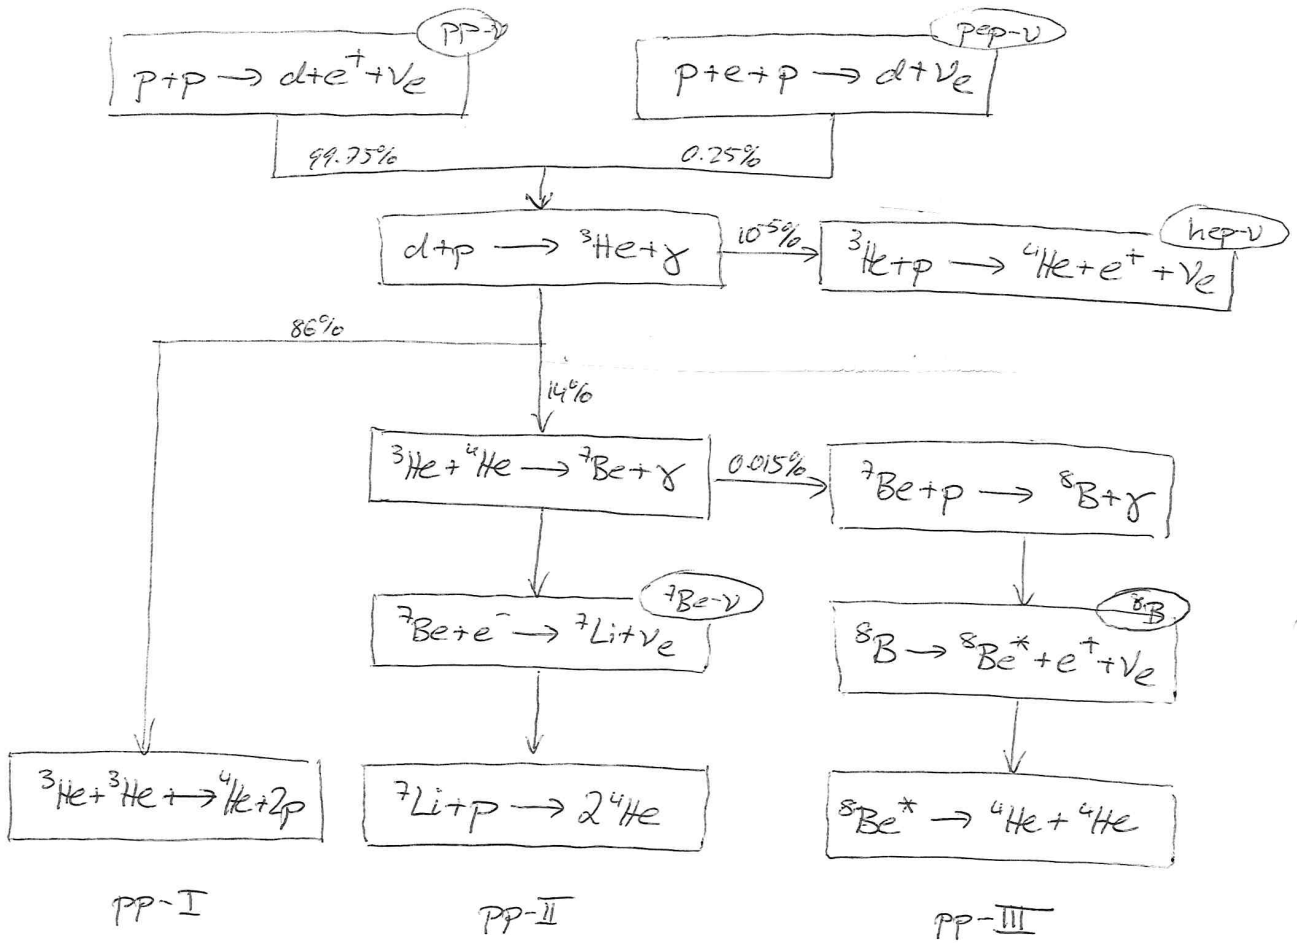 pp-ν
pep-ν
p+p → d+e⁺+νe
p+e+p → d+νe
99.75%
0.25%
hep-ν
d+p → ³He+γ
10⁻⁵%
³He+p → ⁴He+e⁺+νe
86%
14%
³He+⁴He → ⁷Be+γ
0.015%
⁷Be+p → ⁸B+γ
⁷Be-ν
⁸B
⁷Be+e⁻ → ⁷Li+νe
⁸B → ⁸Be*+e⁺+νe
³He+³He+→⁴He+2p
⁷Li+p → 2⁴He
⁸Be* → ⁴He+⁴He
pp-I
pp-II
pp-III